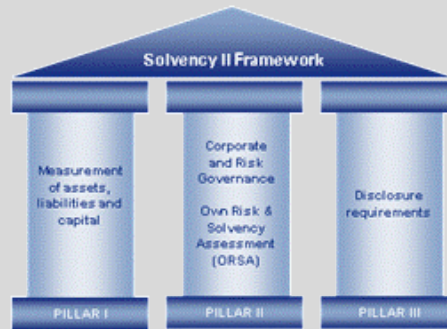 Solvency II Framework
Measurement
of assets,
liabilities and
capital
Corporate
and Risk
Governance
Own Risk &
Solvency
Assessment
(ORSA)
Disclosure
requirements
PILLAR I
PILLAR II
PILLAR III